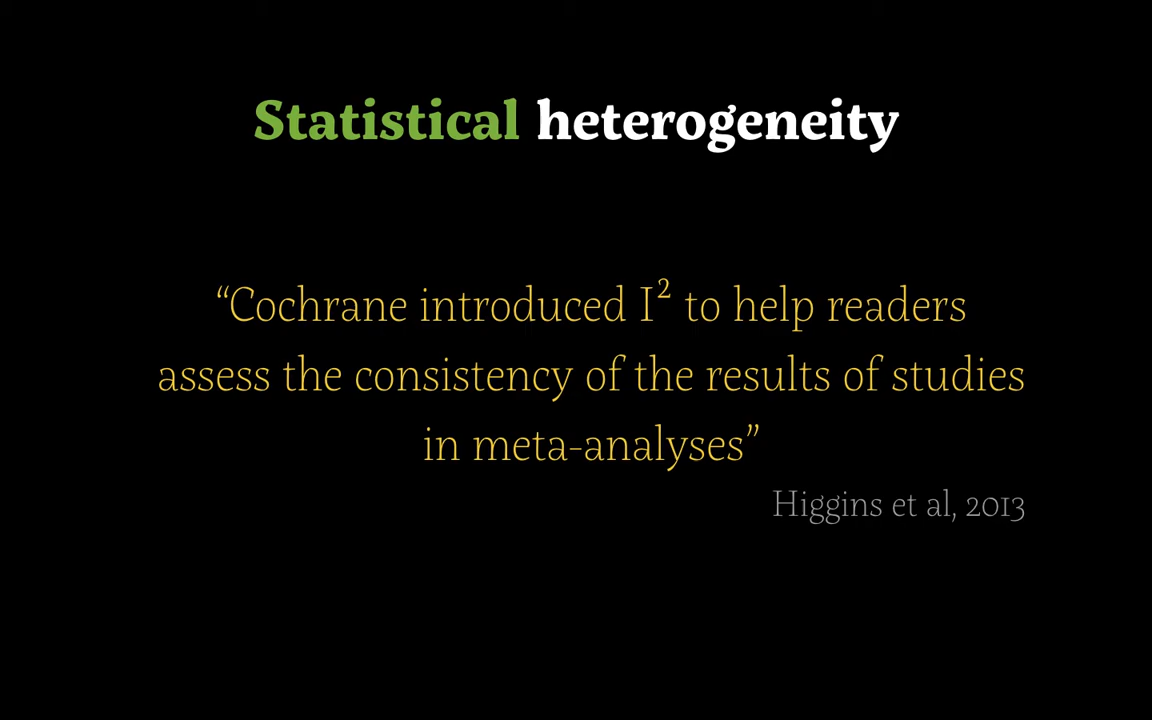 Statistical heterogeneity
“Cochrane introduced I² to help readers
assess the consistency of the results of studies
in meta-analyses”
Higgins et al, 2013